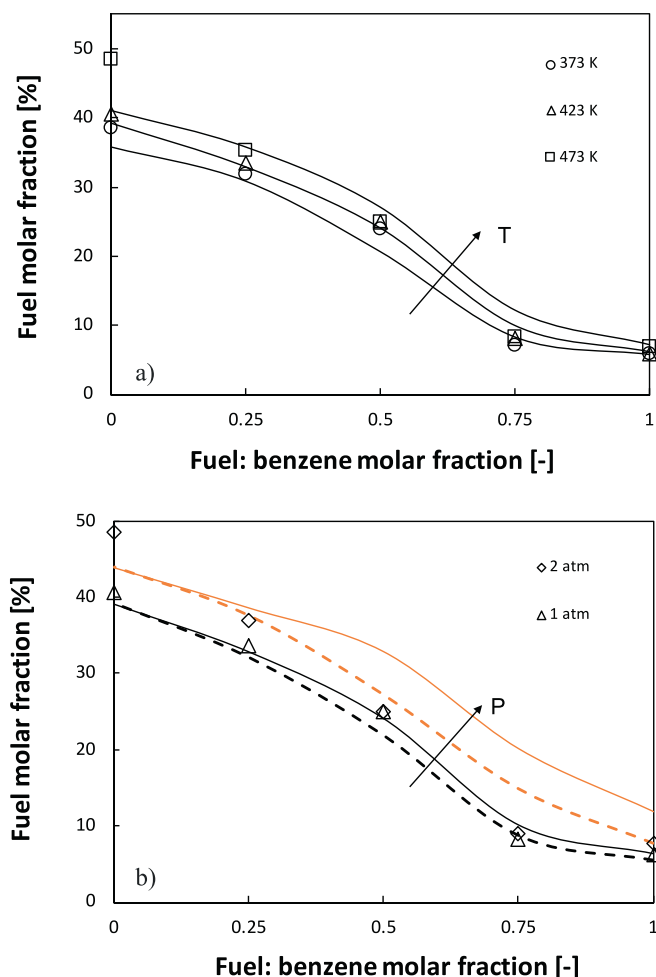 Fuel molar fraction [%]
50
40
30
20
10
0
373 K
423 K
473 K
T
a)
0
0.25
0.5
0.75
1
Fuel: benzene molar fraction [-]
Fuel molar fraction [%]
50
40
30
20
10
0
2 atm
1 atm
P
b)
0
0.25
0.5
0.75
1
Fuel: benzene molar fraction [-]